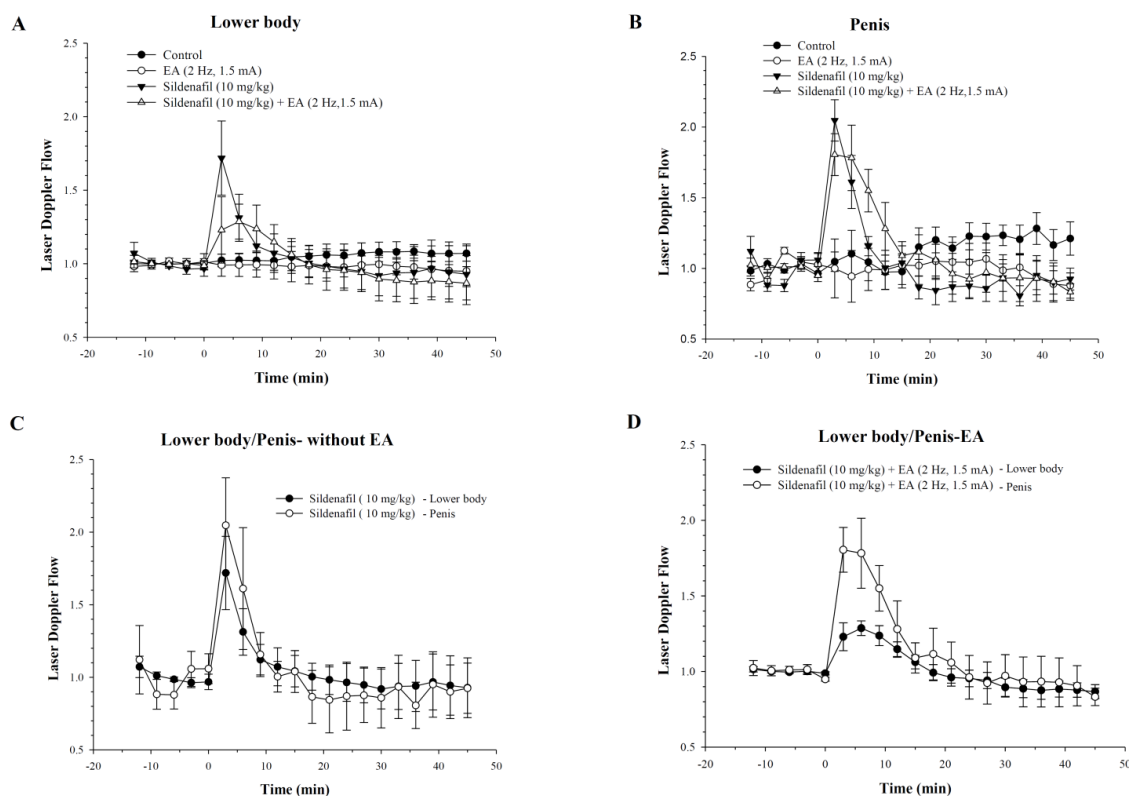 A
Lower body
2.5
2.0
1.5
1.0
0.5
Laser Doppler Flow
Control
EA (2 Hz, 1.5 mA)
Sildenafil (10 mg/kg)
Sildenafil (10 mg/kg) + EA (2 Hz,1.5 mA)
-20 -10 0 10 20 30 40 50
Time (min)
B
Penis
2.5
2.0
1.5
1.0
0.5
Laser Doppler Flow
Control
EA (2 Hz, 1.5 mA)
Sildenafil (10 mg/kg)
Sildenafil (10 mg/kg) + EA (2 Hz,1.5 mA)
-20 -10 0 10 20 30 40 50
Time (min)
C
Lower body/Penis- without EA
2.5
2.0
1.5
1.0
0.5
Laser Doppler Flow
Sildenafil ( 10 mg/kg) - Lower body
Sildenafil ( 10 mg/kg) - Penis
-20 -10 0 10 20 30 40 50
Time (min)
D
Lower body/Penis-EA
2.5
2.0
1.5
1.0
0.5
Laser Doppler Flow
Sildenafil (10 mg/kg) + EA (2 Hz, 1.5 mA) - Lower body
Sildenafil (10 mg/kg) + EA (2 Hz, 1.5 mA) - Penis
-20 -10 0 10 20 30 40 50
Time (min)